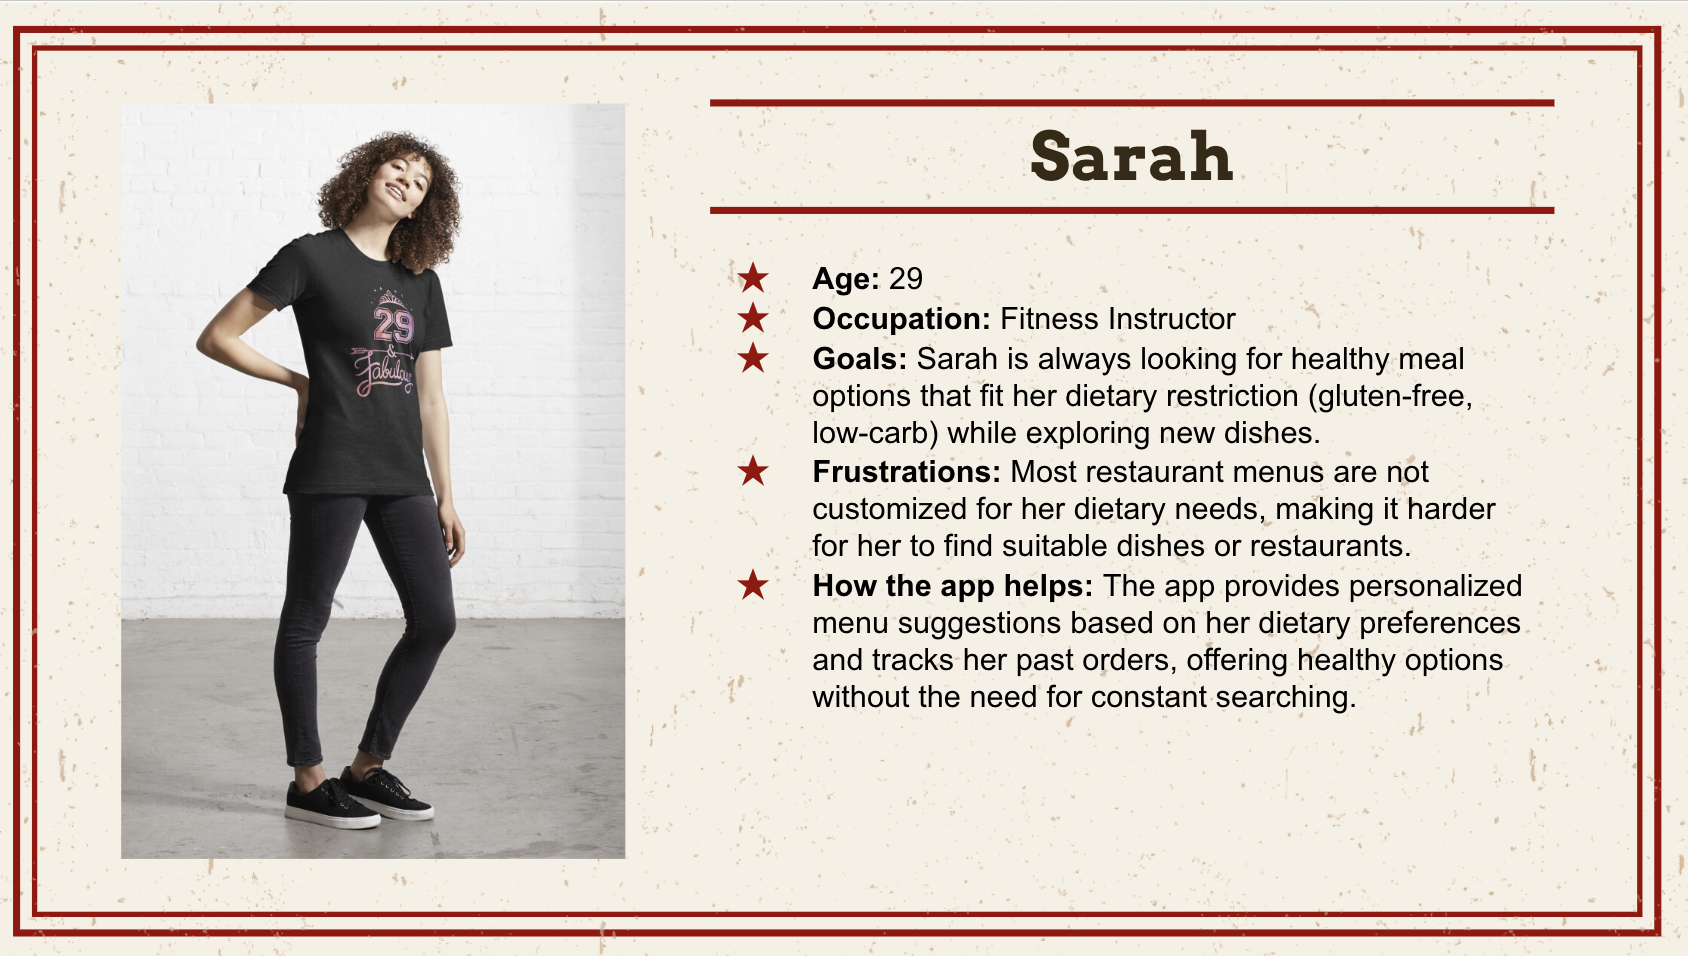 Sarah
29
&
Age: 29
Occupation: Fitness Instructor
Goals: Sarah is always looking for healthy meal
options that fit her dietary restriction (gluten-free,
low-carb) while exploring new dishes.
Frustrations: Most restaurant menus are not
customized for her dietary needs, making it harder
for her to find suitable dishes or restaurants.
How the app helps: The app provides personalized
menu suggestions based on her dietary preferences
and tracks her past orders, offering healthy options
without the need for constant searching.